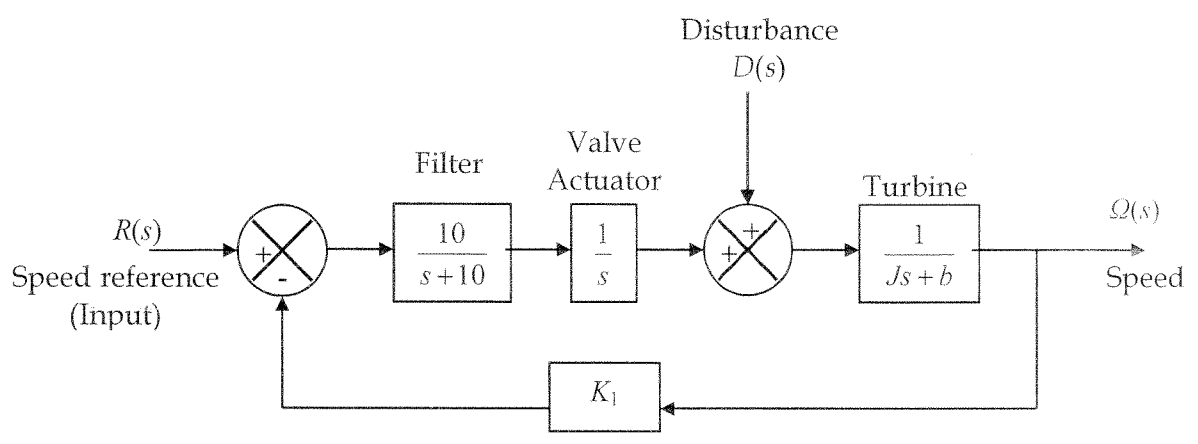 Disturbance
D(s)
Valve
Actuator
Filter
Turbine
R(s)
Speed reference
(Input)
+
-
10
s+10
1
s
+
+
1
Js+b
Ω(s)
Speed
K₁